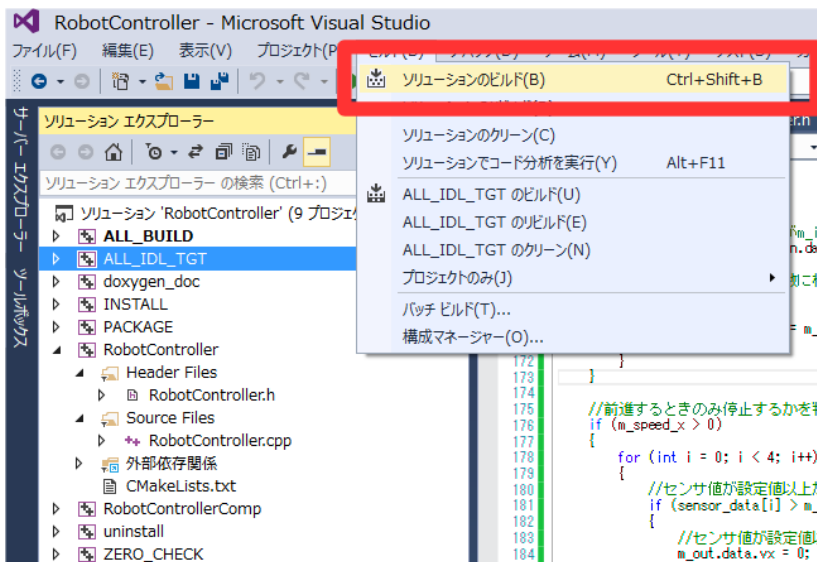 RobotController - Microsoft Visual Studio
ファイル(F) 編集(E) 表示(V) プロジェクト(P
ソリューションのビルド(B) Ctrl+Shift+B
ソリューションのクリーン(C)
ソリューションでコード分析を実行(Y) Alt+F11
ALL_IDL_TGT のビルド(U)
ALL_IDL_TGT のリビルド(E)
ALL_IDL_TGT のクリーン(N)
プロジェクトのみ(J)
バッチ ビルド(T)...
構成マネージャー(O)...
サーバー エクスプローラー
ツールボックス
ソリューション エクスプローラー
ソリューション エクスプローラー の検索 (Ctrl+:)
ソリューション 'RobotController' (9 プロジェ
ALL_BUILD
ALL_IDL_TGT
doxygen_doc
INSTALL
PACKAGE
RobotController
Header Files
RobotController.h
Source Files
RobotController.cpp
外部依存関係
CMakeLists.txt
RobotControllerComp
uninstall
ZERO_CHECK
172 }
173 }
174
175 //前進するときのみ停止するかを
176 if (m_speed_x > 0)
177 {
178 for (int i = 0; i < 4; i++)
179 {
180 //センサ値が設定値以上
181 if (sensor_data[i] > m_
182 {
183 //センサ値が設定値
184 m_out.data.vx = 0;